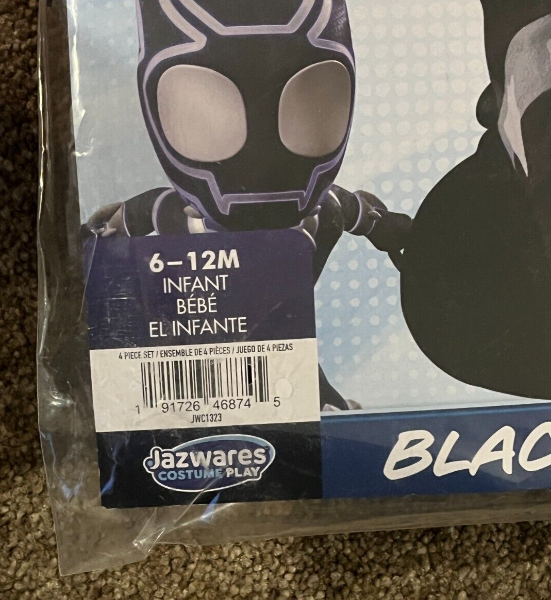 6-12M
INFANT
BÉBÉ
EL INFANTE
4 PIECE SET / ENSEMBLE DE 4 PIÈCES / JUEGO DE 4 PIEZAS
1 91726 46874 5
JWC1323
Jazwares
COSTUME PLAY
BLAC